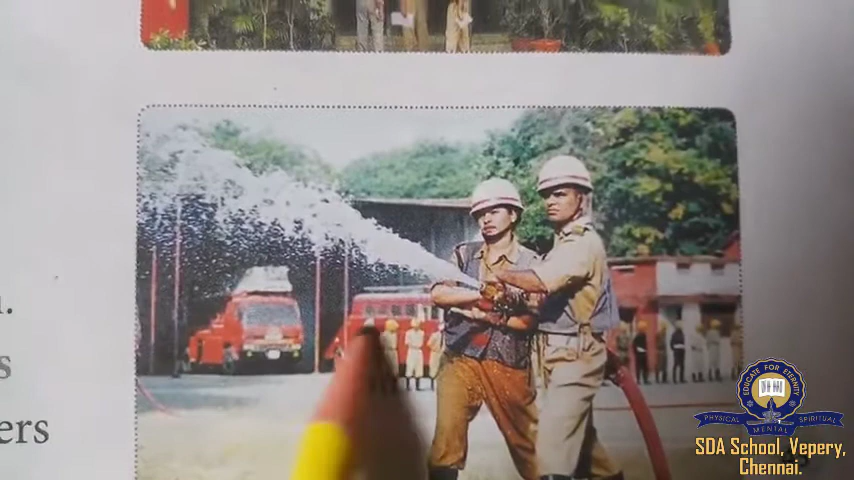 ers
EDUCATE FOR ETERNITY
PHYSICAL MENTAL SPIRITUAL
SDA School, Vepery,
Chennai.